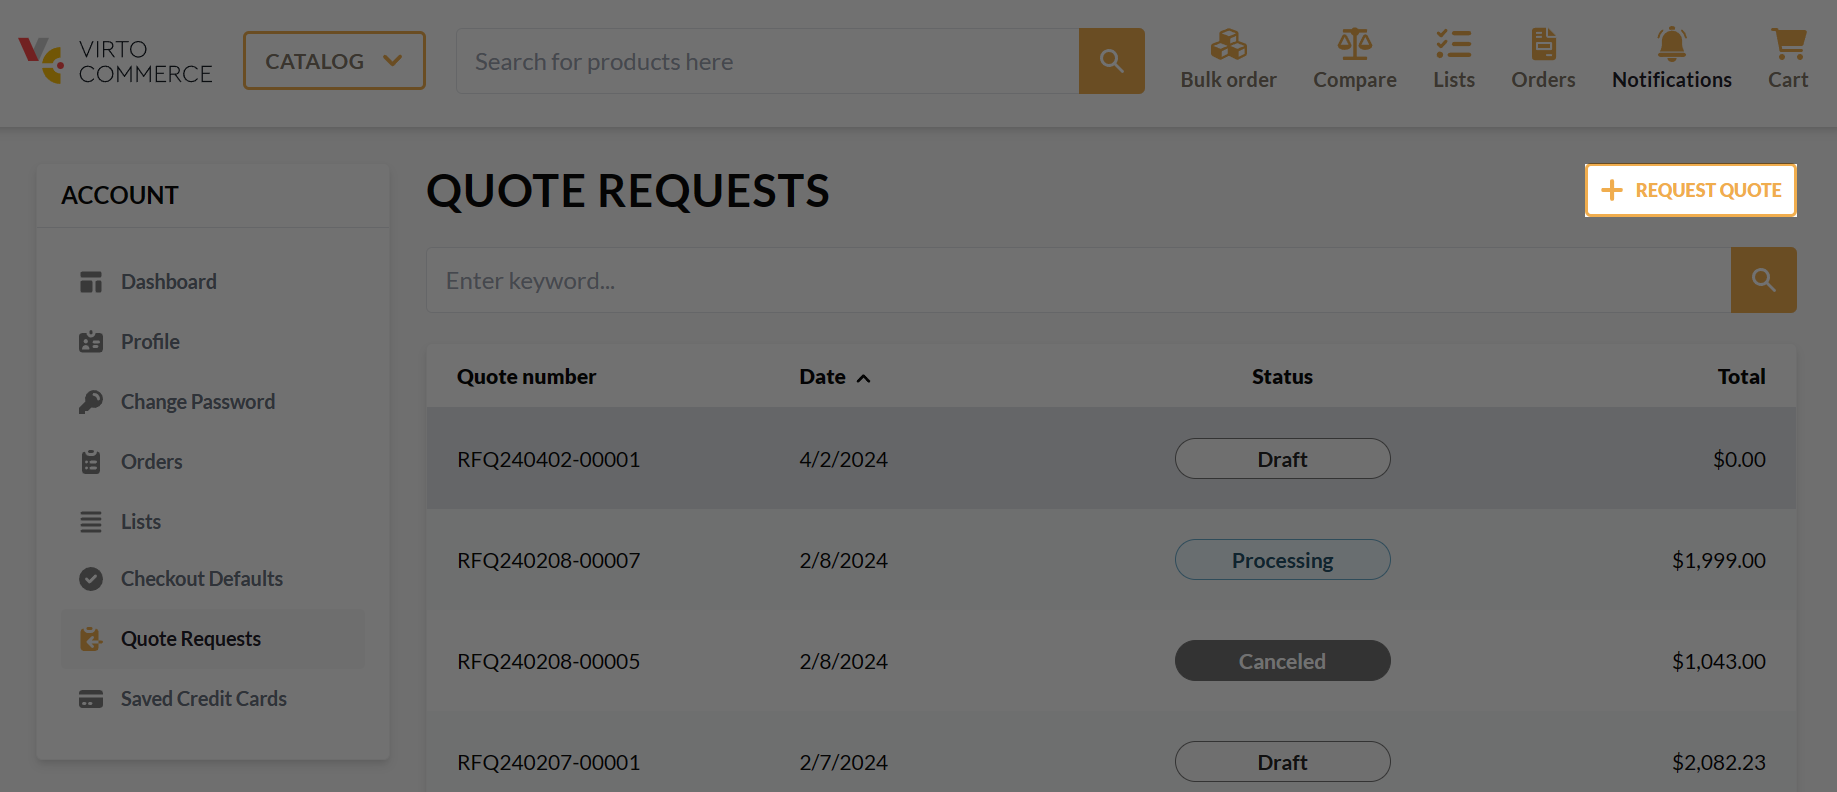 VIRTO
COMMERCE
CATALOG
Search for products here
Bulk order
Compare
Lists
Orders
Notifications
Cart
ACCOUNT
Dashboard
Profile
Change Password
Orders
Lists
Checkout Defaults
Quote Requests
Saved Credit Cards
QUOTE REQUESTS
REQUEST QUOTE
Enter keyword...
Quote number Date Status Total
RFQ240402-00001 4/2/2024 Draft $0.00
RFQ240208-00007 2/8/2024 Processing $1,999.00
RFQ240208-00005 2/8/2024 Canceled $1,043.00
RFQ240207-00001 2/7/2024 Draft $2,082.23